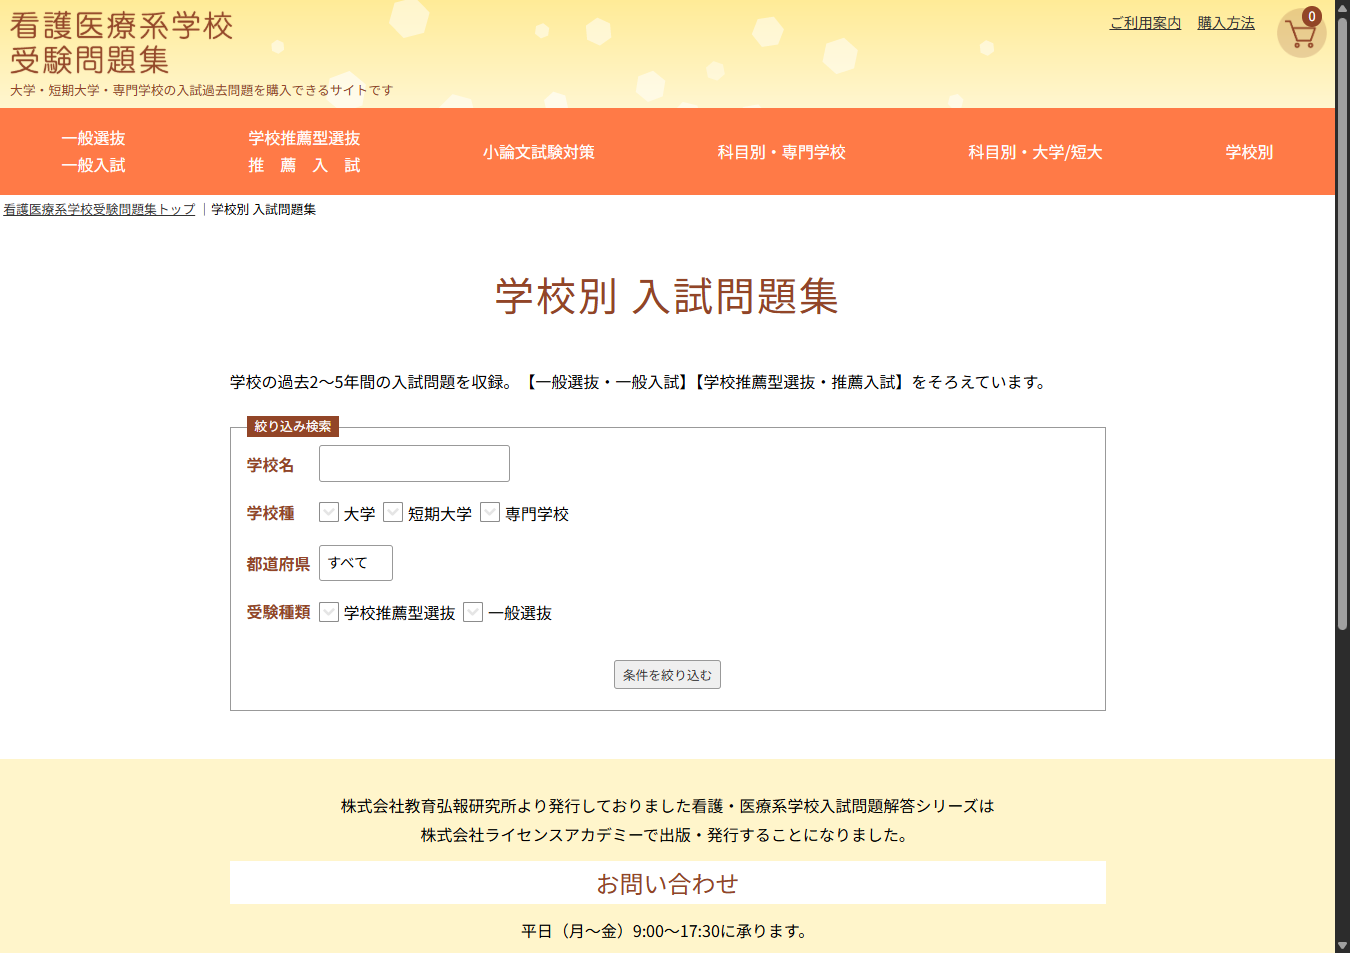 看護医療系学校
受験問題集
大学・短期大学・専門学校の入試過去問題を購入できるサイトです
ご利用案内 購入方法 0
一般選抜
一般入試
学校推薦型選抜
推 薦 入 試
小論文試験対策
科目別・専門学校
科目別・大学/短大
学校別
看護医療系学校受験問題集トップ | 学校別 入試問題集
学校別 入試問題集
学校の過去2〜5年間の入試問題を収録。【一般選抜・一般入試】【学校推薦型選抜・推薦入試】をそろえています。
絞り込み検索
学校名
学校種 大学 短期大学 専門学校
都道府県 すべて
受験種類 学校推薦型選抜 一般選抜
条件を絞り込む
株式会社教育弘報研究所より発行しておりました看護・医療系学校入試問題解答シリーズは
株式会社ライセンスアカデミーで出版・発行することになりました。
お問い合わせ
平日（月〜金）9:00〜17:30に承ります。